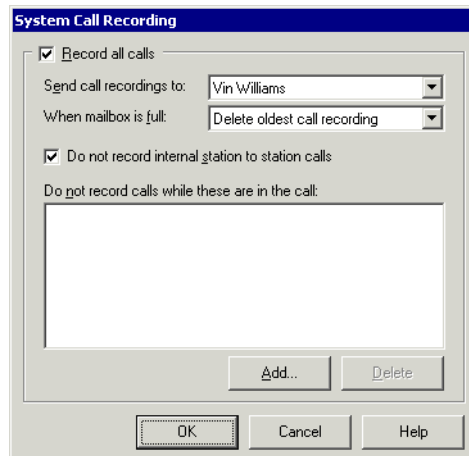 System Call Recording
Record all calls
Send call recordings to: Vin Williams
When mailbox is full: Delete oldest call recording
Do not record internal station to station calls
Do not record calls while these are in the call:
Add... Delete
OK Cancel Help